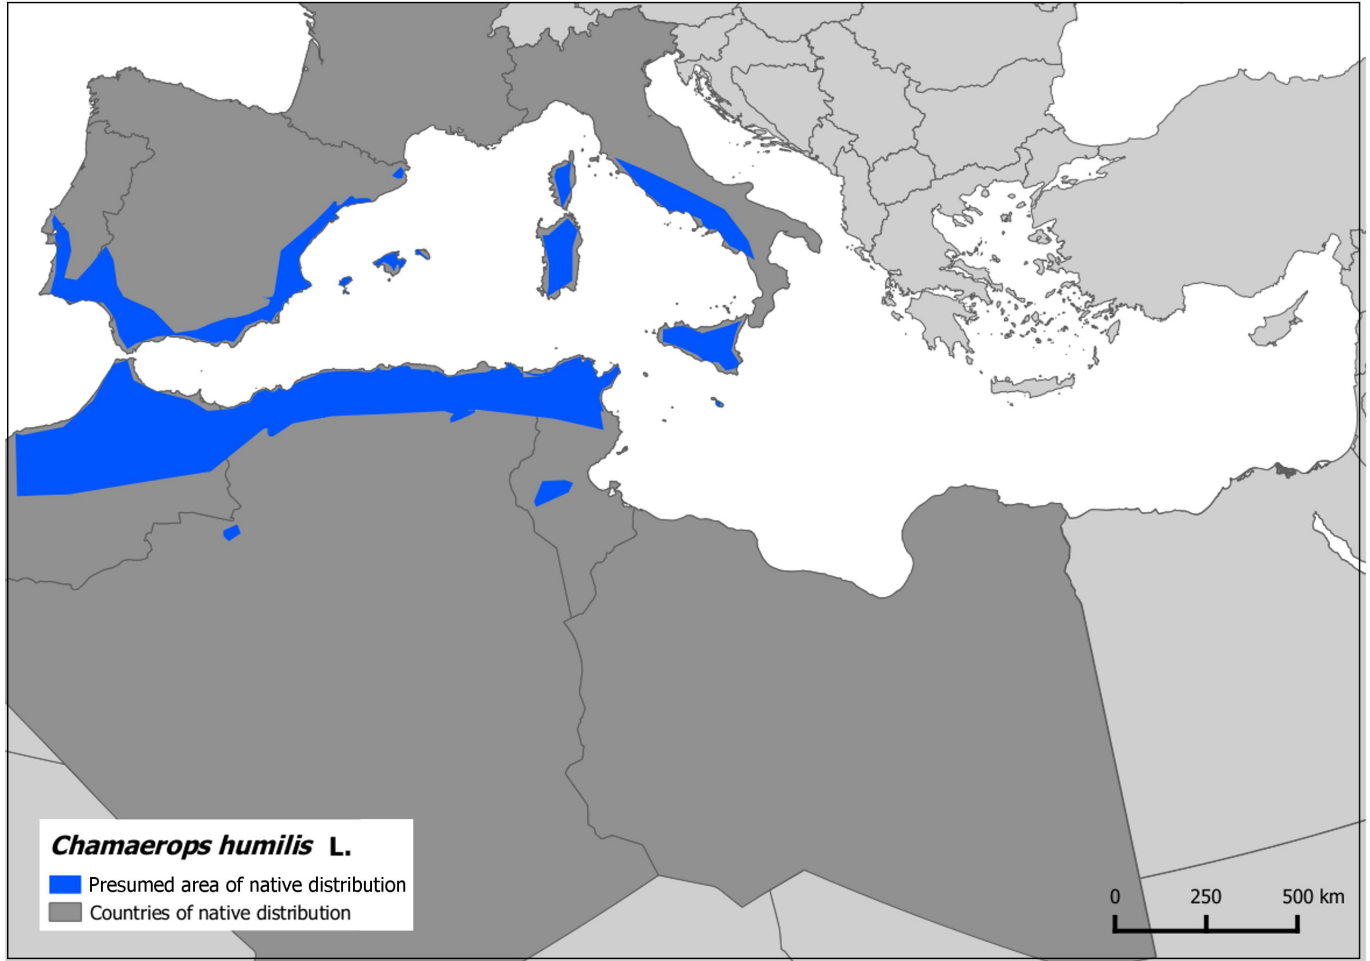 Chamaerops humilis L.
Presumed area of native distribution
Countries of native distribution
0 250 500 km